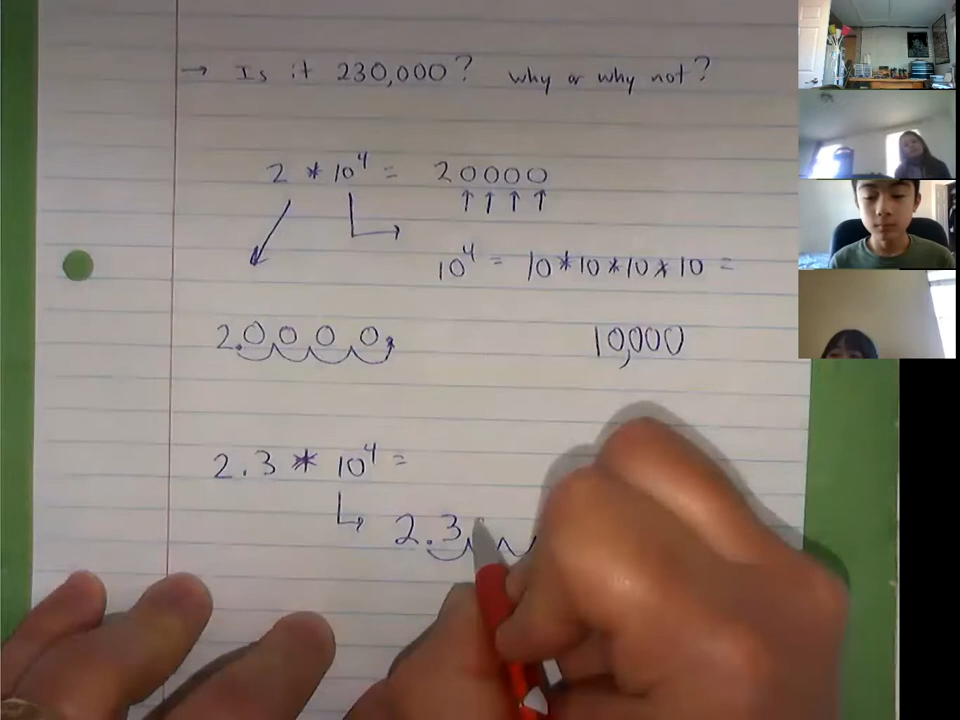 → Is it 230,000? why or why not?
2 * 10⁴ = 20000
↑ ↑ ↑ ↑
10⁴ = 10*10*10*10 =
2.0000. 10,000
2.3 * 10⁴ =
2.3